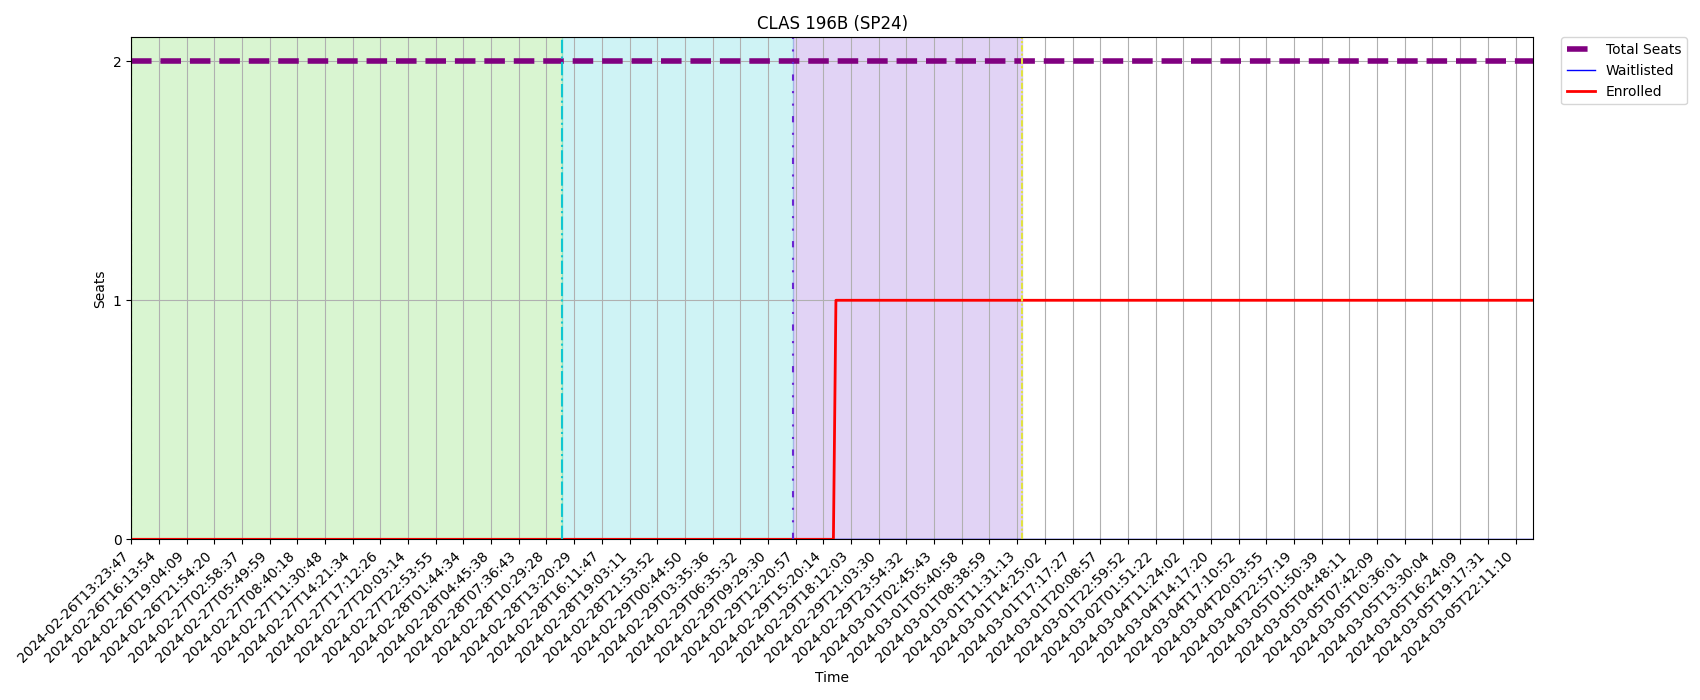 CLAS 196B (SP24)
Total Seats
Waitlisted
Enrolled
Seats
2
1
0
2024-02-26T13:23:47
2024-02-26T16:13:54
2024-02-26T19:04:09
2024-02-26T21:54:20
2024-02-27T02:58:37
2024-02-27T05:49:59
2024-02-27T08:40:18
2024-02-27T11:30:48
2024-02-27T14:21:34
2024-02-27T17:12:26
2024-02-27T20:03:14
2024-02-27T22:53:55
2024-02-28T01:44:34
2024-02-28T04:45:38
2024-02-28T07:36:43
2024-02-28T10:29:28
2024-02-28T13:20:29
2024-02-28T16:11:47
2024-02-28T19:03:11
2024-02-28T21:53:52
2024-02-29T00:44:50
2024-02-29T03:35:36
2024-02-29T06:35:32
2024-02-29T09:29:30
2024-02-29T12:20:57
2024-02-29T15:20:14
2024-02-29T18:12:03
2024-02-29T21:03:30
2024-02-29T23:54:32
2024-03-01T02:45:43
2024-03-01T05:40:58
2024-03-01T08:38:59
2024-03-01T11:31:13
2024-03-01T14:25:02
2024-03-01T17:17:27
2024-03-01T20:08:57
2024-03-01T22:59:52
2024-03-02T01:51:22
2024-03-04T11:24:02
2024-03-04T14:17:20
2024-03-04T17:10:52
2024-03-04T20:03:55
2024-03-04T22:57:19
2024-03-05T01:50:39
2024-03-05T04:48:11
2024-03-05T07:42:09
2024-03-05T10:36:01
2024-03-05T13:30:04
2024-03-05T16:24:09
2024-03-05T19:17:31
2024-03-05T22:11:10
Time